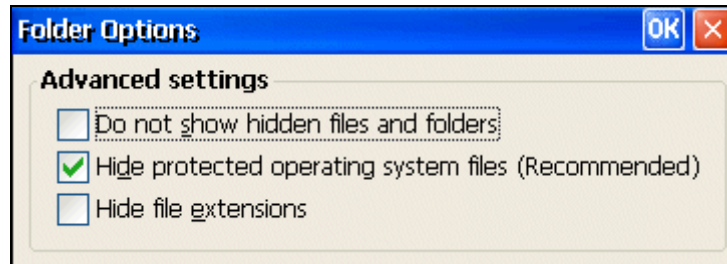 Folder Options OK
Advanced settings
Do not show hidden files and folders
Hide protected operating system files (Recommended)
Hide file extensions